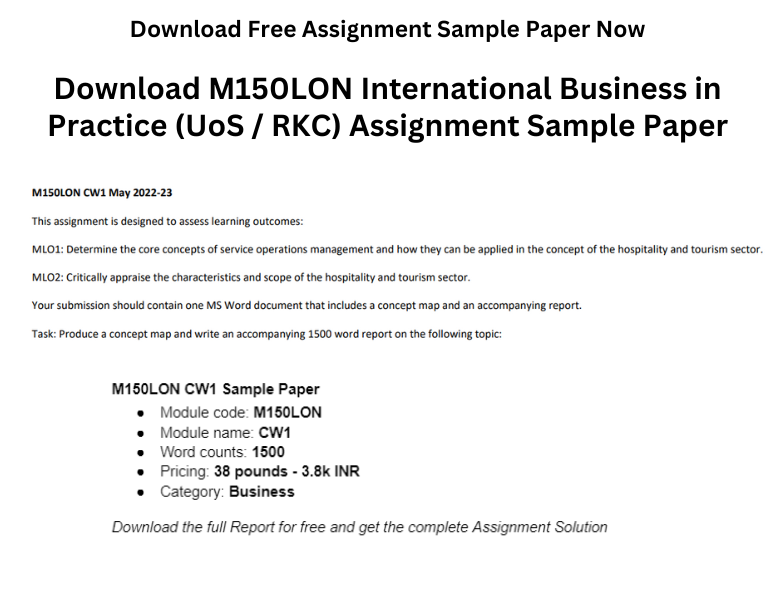 Download Free Assignment Sample Paper Now
Download M150LON International Business in
Practice (UoS / RKC) Assignment Sample Paper
M150LON CW1 May 2022-23
This assignment is designed to assess learning outcomes:
MLO1: Determine the core concepts of service operations management and how they can be applied in the concept of the hospitality and tourism sector.
MLO2: Critically appraise the characteristics and scope of the hospitality and tourism sector.
Your submission should contain one MS Word document that includes a concept map and an accompanying report.
Task: Produce a concept map and write an accompanying 1500 word report on the following topic:
M150LON CW1 Sample Paper
• Module code: M150LON
• Module name: CW1
• Word counts: 1500
• Pricing: 38 pounds - 3.8k INR
• Category: Business
Download the full Report for free and get the complete Assignment Solution